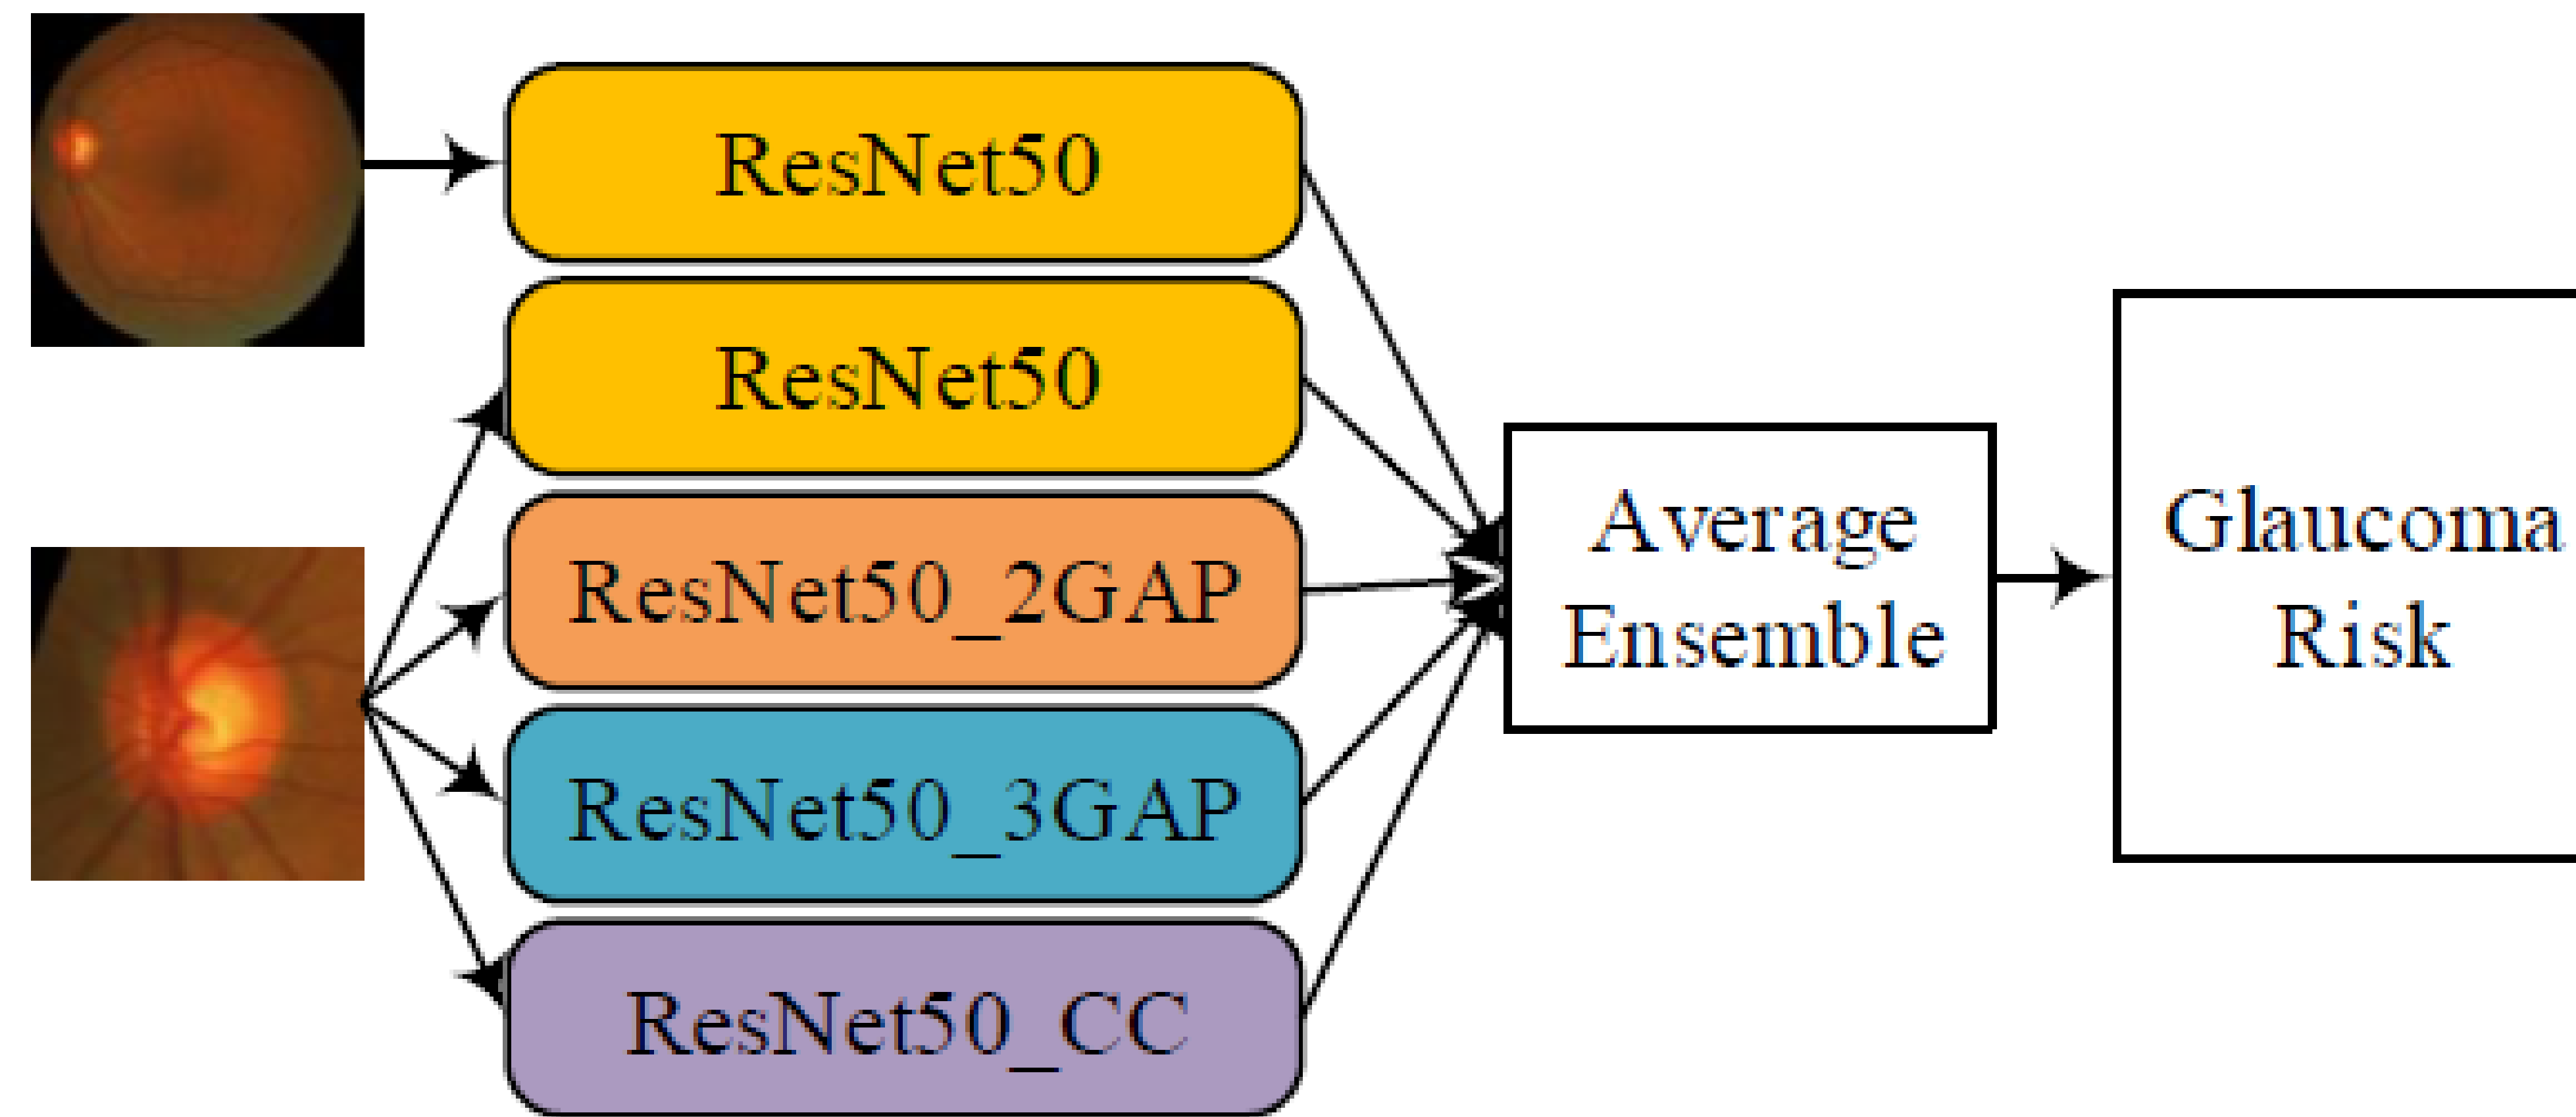 ResNet50
ResNet50
ResNet50_2GAP
ResNet50_3GAP
ResNet50_CC
Average
Ensemble
Glaucoma
Risk